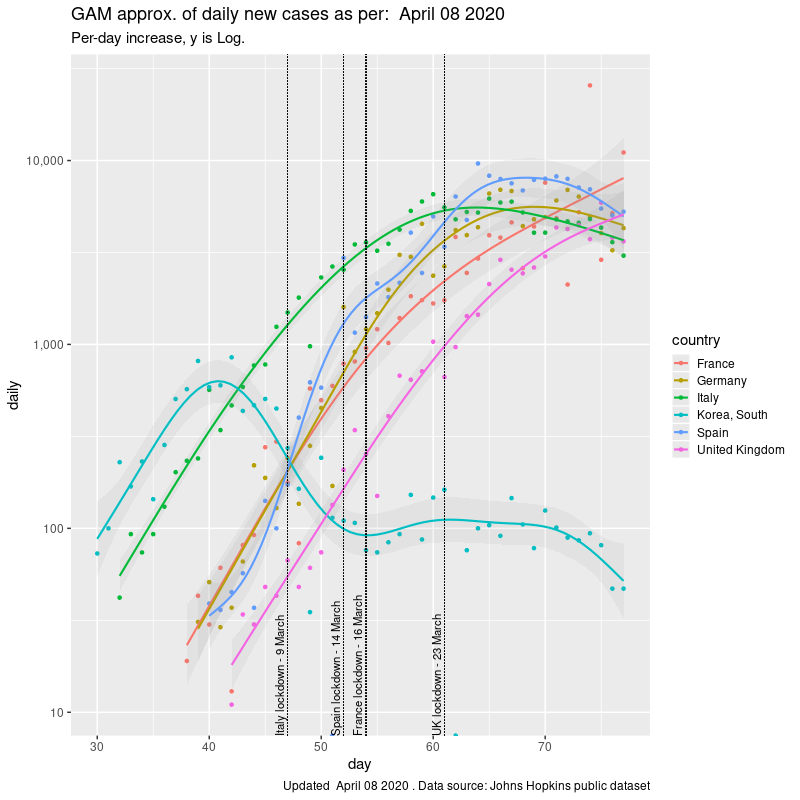 GAM approx. of daily new cases as per:  April 08 2020
Per-day increase, y is Log.
daily
10,000
1,000
100
10
Italy lockdown - 9 March
Spain lockdown - 14 March
France lockdown - 16 March
UK lockdown - 23 March
30 40 50 60 70
day
country
France
Germany
Italy
Korea, South
Spain
United Kingdom
Updated  April 08 2020 . Data source: Johns Hopkins public dataset